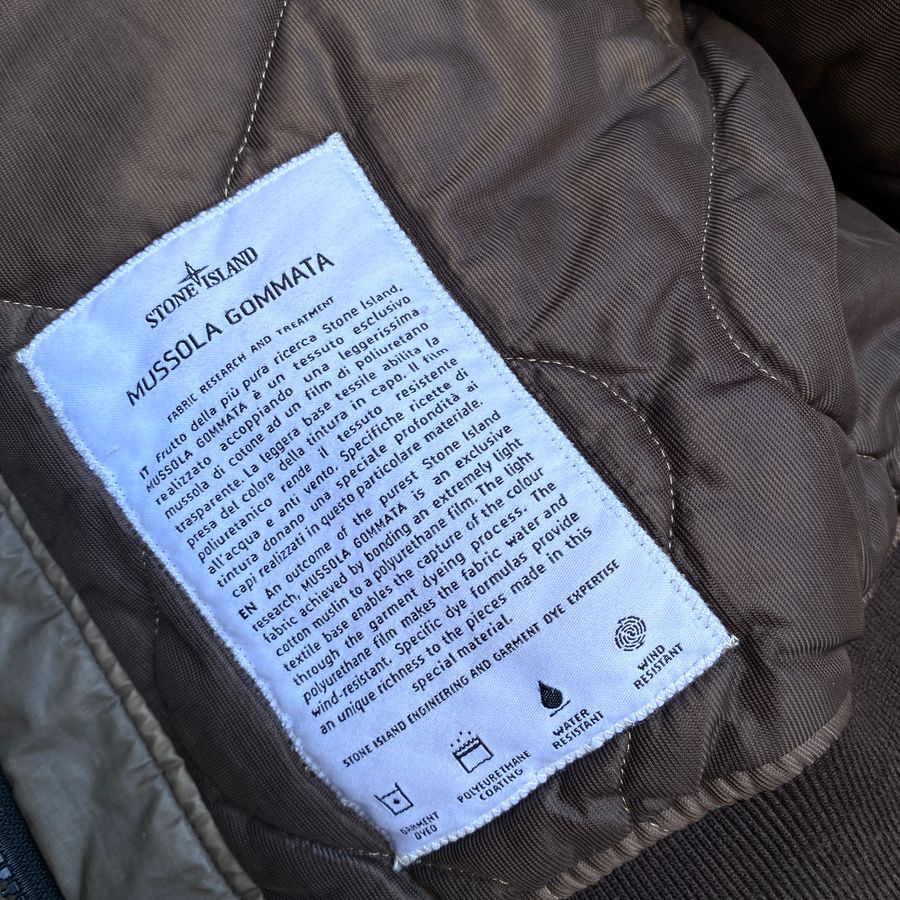 STONE ISLAND
MUSSOLA GOMMATA
FABRIC RESEARCH AND TREATMENT
IT Frutto della più pura ricerca Stone Island,
MUSSOLA GOMMATA è un tessuto esclusivo
realizzato accoppiando una leggerissima
mussola di cotone ad un film di poliuretano
trasparente. La leggera base tessile abilita la
presa del colore della tintura in capo. Il film
poliuretanico rende il tessuto resistente
all'acqua e anti vento. Specifiche ricette di
tintura donano una speciale profondità ai
capi realizzati in questo particolare materiale.
EN An outcome of the purest Stone Island
research, MUSSOLA GOMMATA is an exclusive
fabric achieved by bonding an extremely light
cotton muslin to a polyurethane film. The light
textile base enables the capture of the colour
through the garment dyeing process. The
polyurethane film makes the fabric water and
wind-resistant. Specific dye formulas provide
an unique richness to the pieces made in this
special material.
STONE ISLAND ENGINEERING AND GARMENT DYE EXPERTISE
GARMENT
DYED
POLYEURETHANE
COATING
WATER
RESISTANT
WIND
RESISTANT